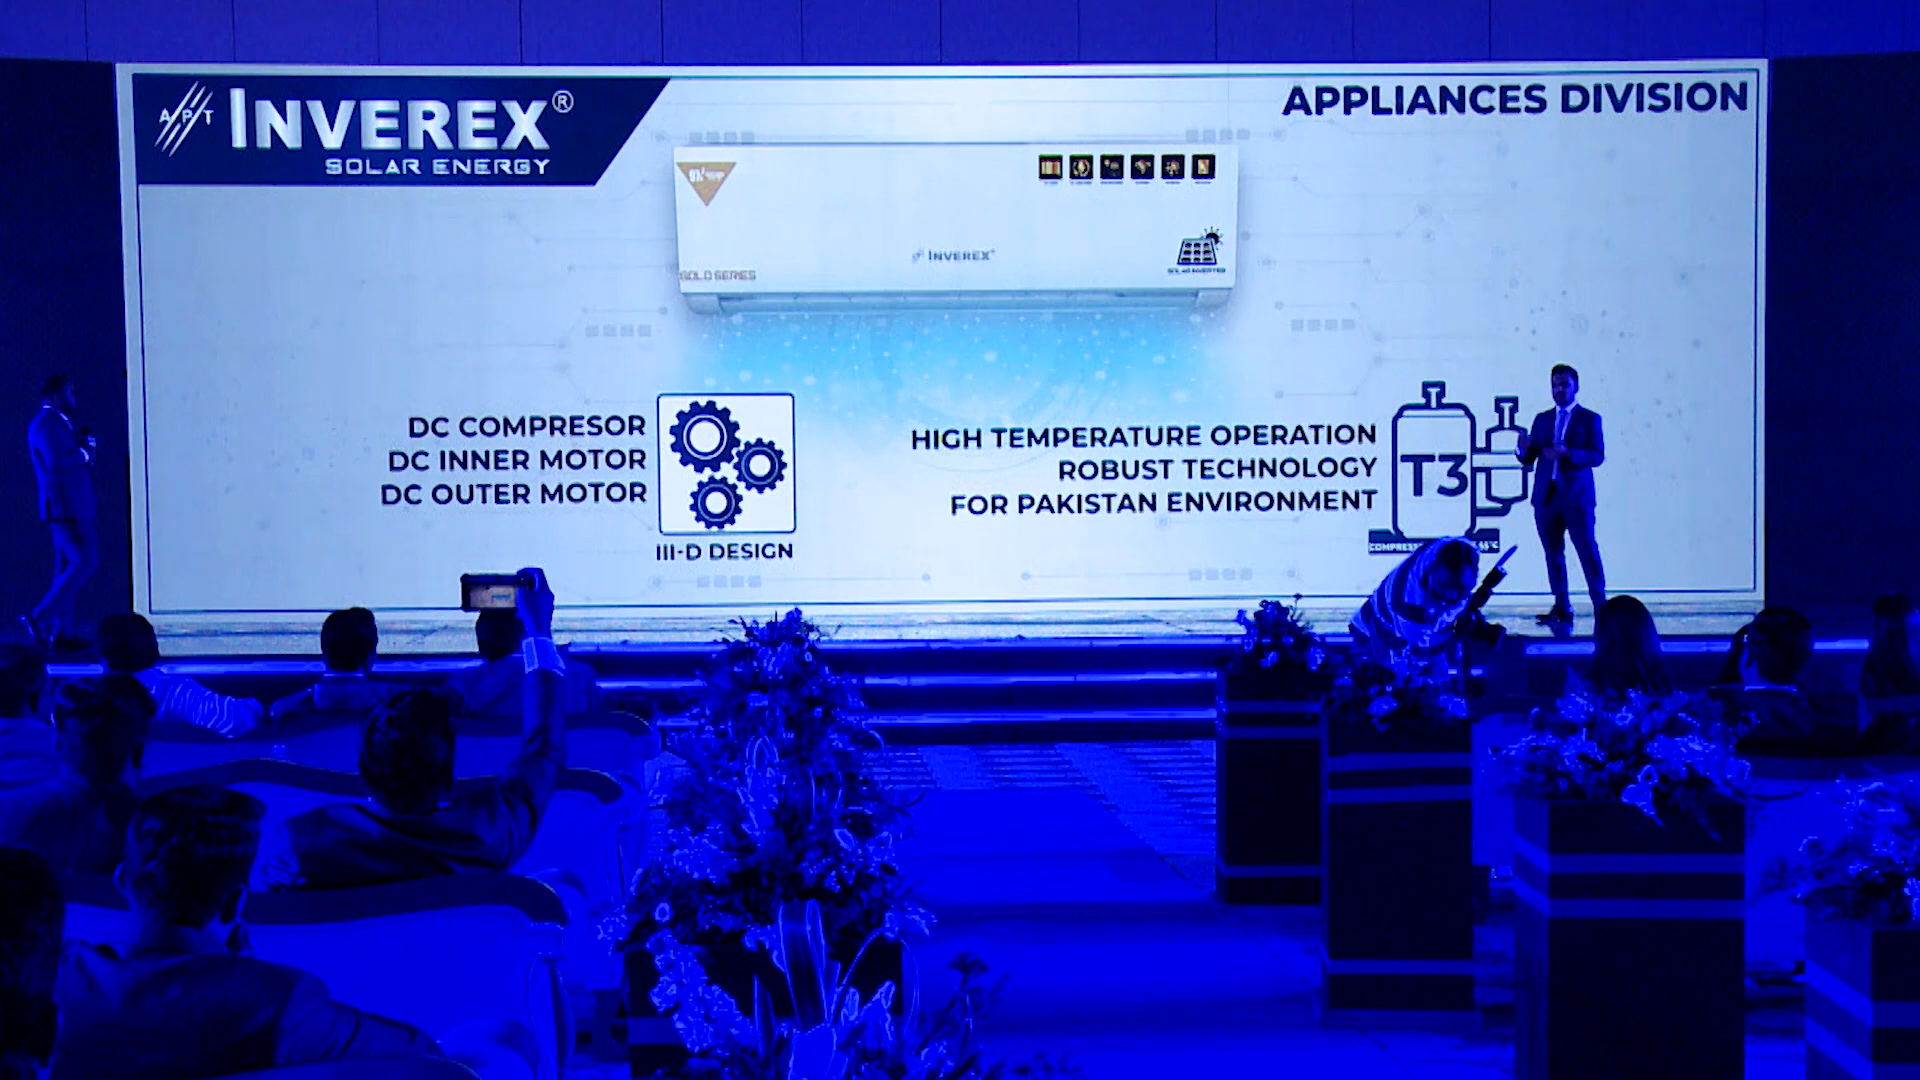 APT INVEREX®
SOLAR ENERGY
APPLIANCES DIVISION
INVEREX
GOLD SERIES
DC COMPRESOR
DC INNER MOTOR
DC OUTER MOTOR
III-D DESIGN
HIGH TEMPERATURE OPERATION
ROBUST TECHNOLOGY
FOR PAKISTAN ENVIRONMENT
T3